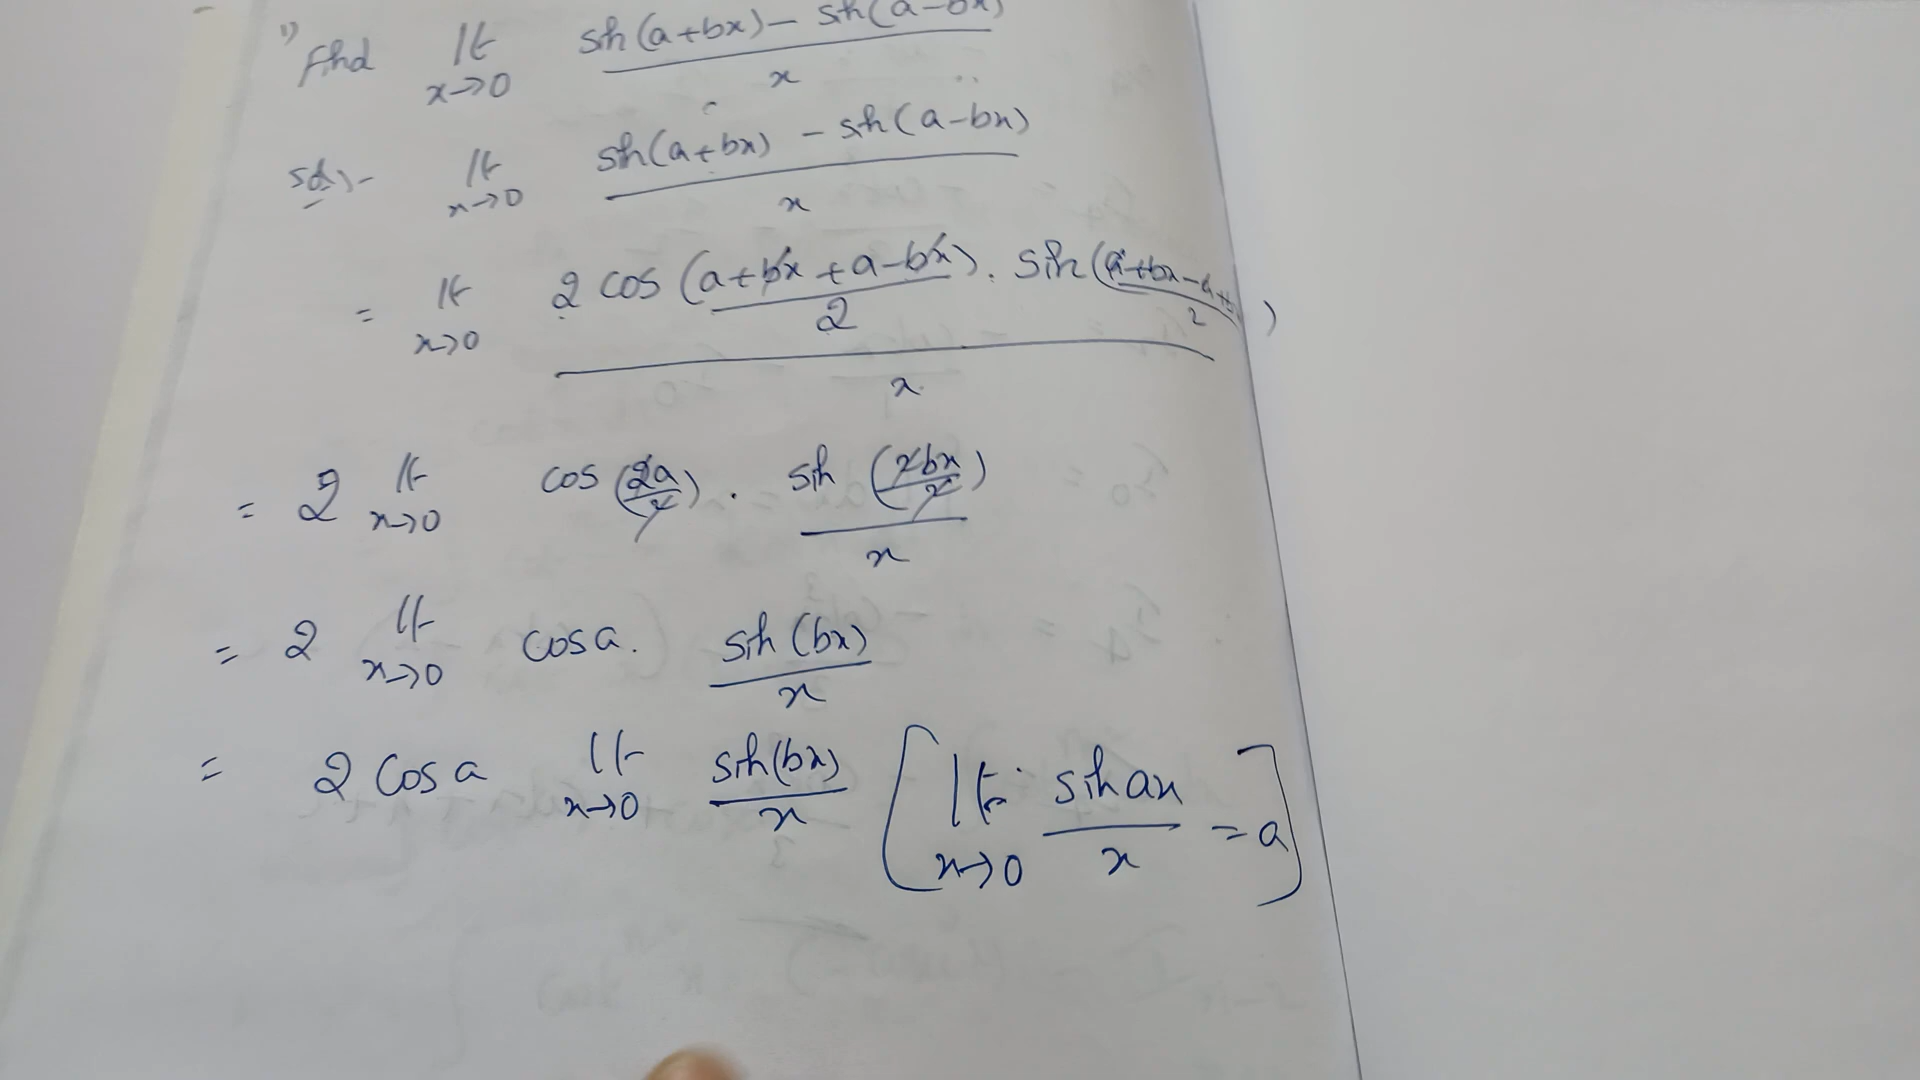 1) Find lt x→0 sin(a+bx) - sin(a-bx) / x
Sol:- lt x→0 sin(a+bx) - sin(a-bx) / x
= lt x→0 2 cos (a+bx+a-bx / 2) . sin (a+bx-a+ / 2) / x
= 2 lt x→0 cos (2a/2) . sin (2bx/2) / x
= 2 lt x→0 cos a. sin (bx) / x
= 2 cos a lt x→0 sin(bx) / x [ lt x→0 sin ax / x = a ]